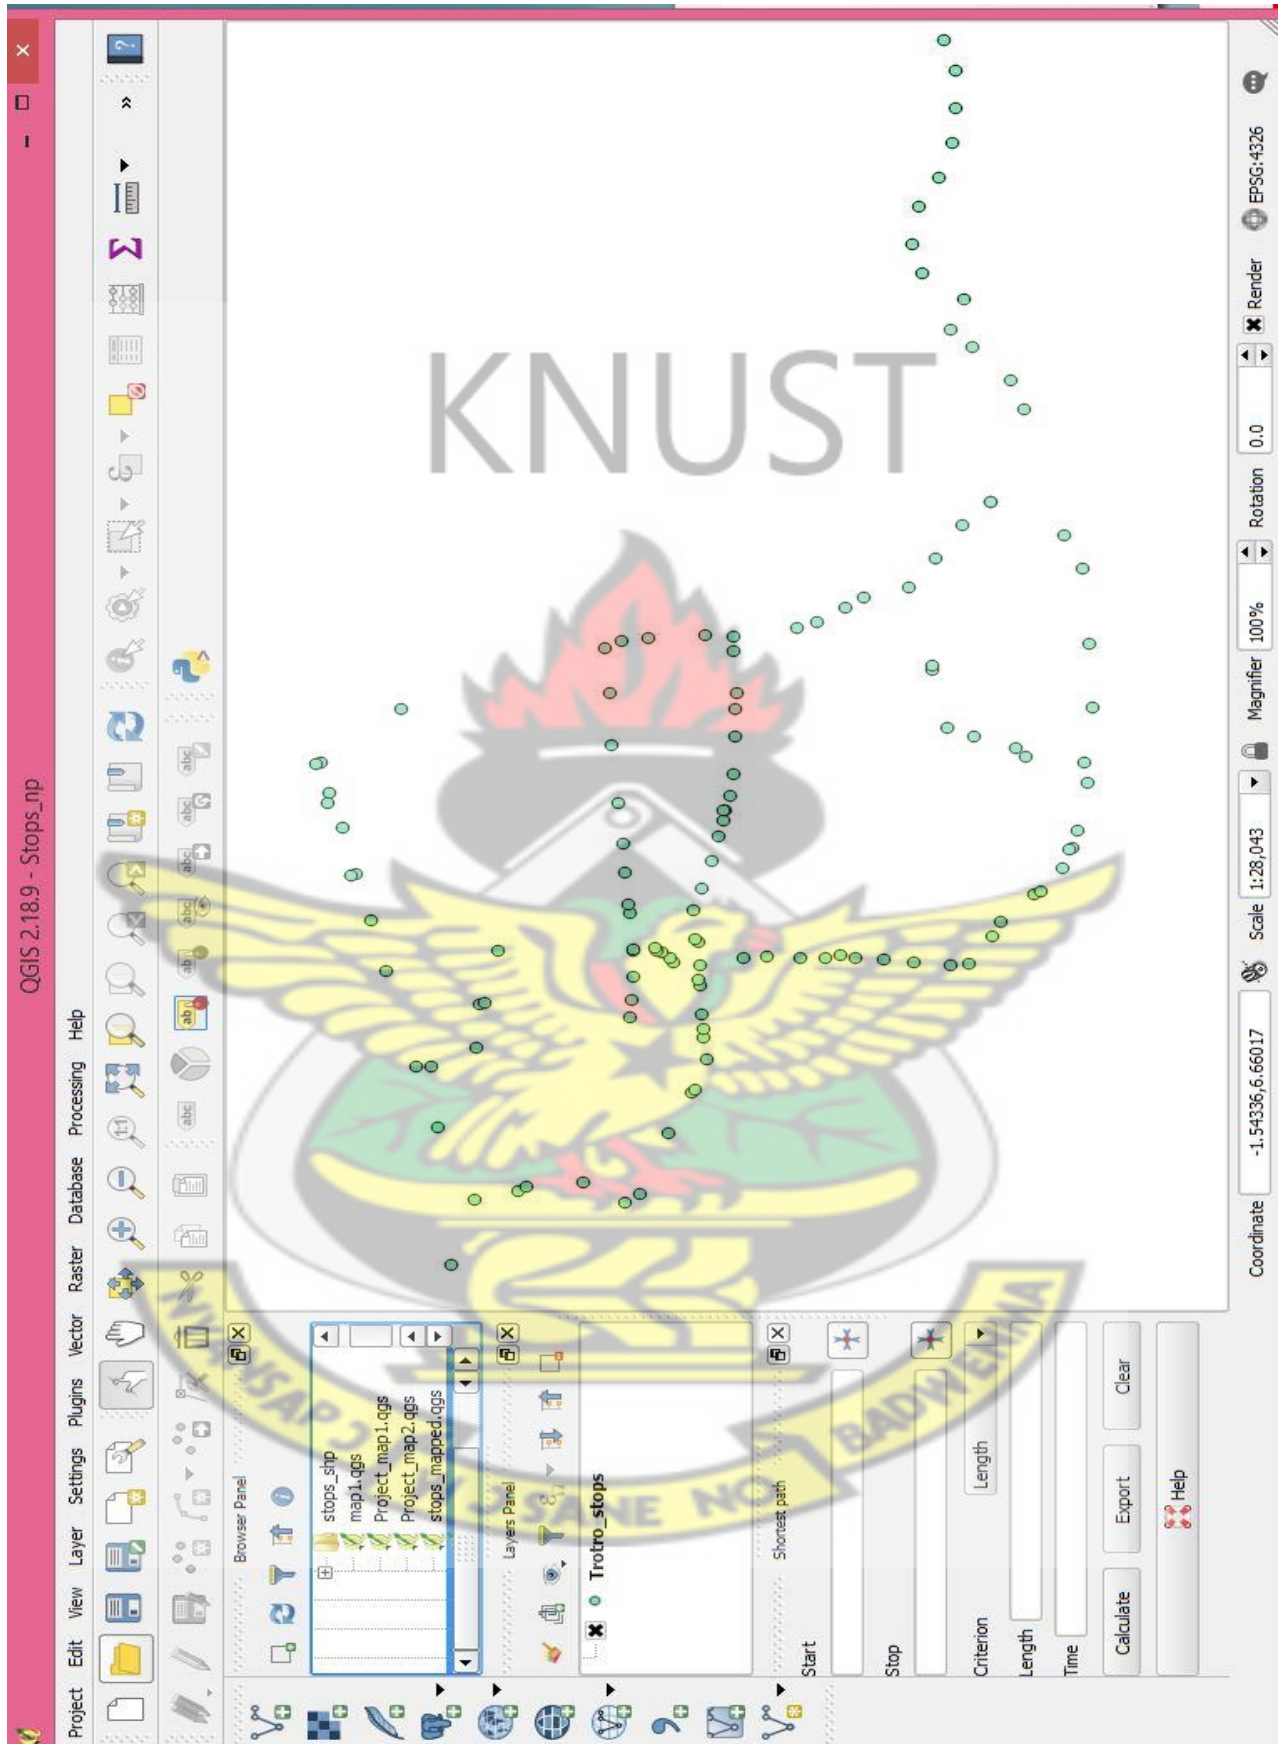 QGIS 2.18.9 - Stops_np
Project Edit View Layer Settings Plugins Vector Raster Database Processing Help
Browser Panel
stops_shp
map1.qgs
Project_map1.qgs
Project_map2.qgs
stops_mapped.qgs
Layers Panel
Trotro_stops
Shortest path
Start
Stop
Criterion Length
Length
Time
Calculate Export Clear
Help
KNUST
BADWENMA
SANE NO
Coordinate -1.54336,6.66017 Scale 1:28,043 Magnifier 100% Rotation 0.0 Render EPSG:4326